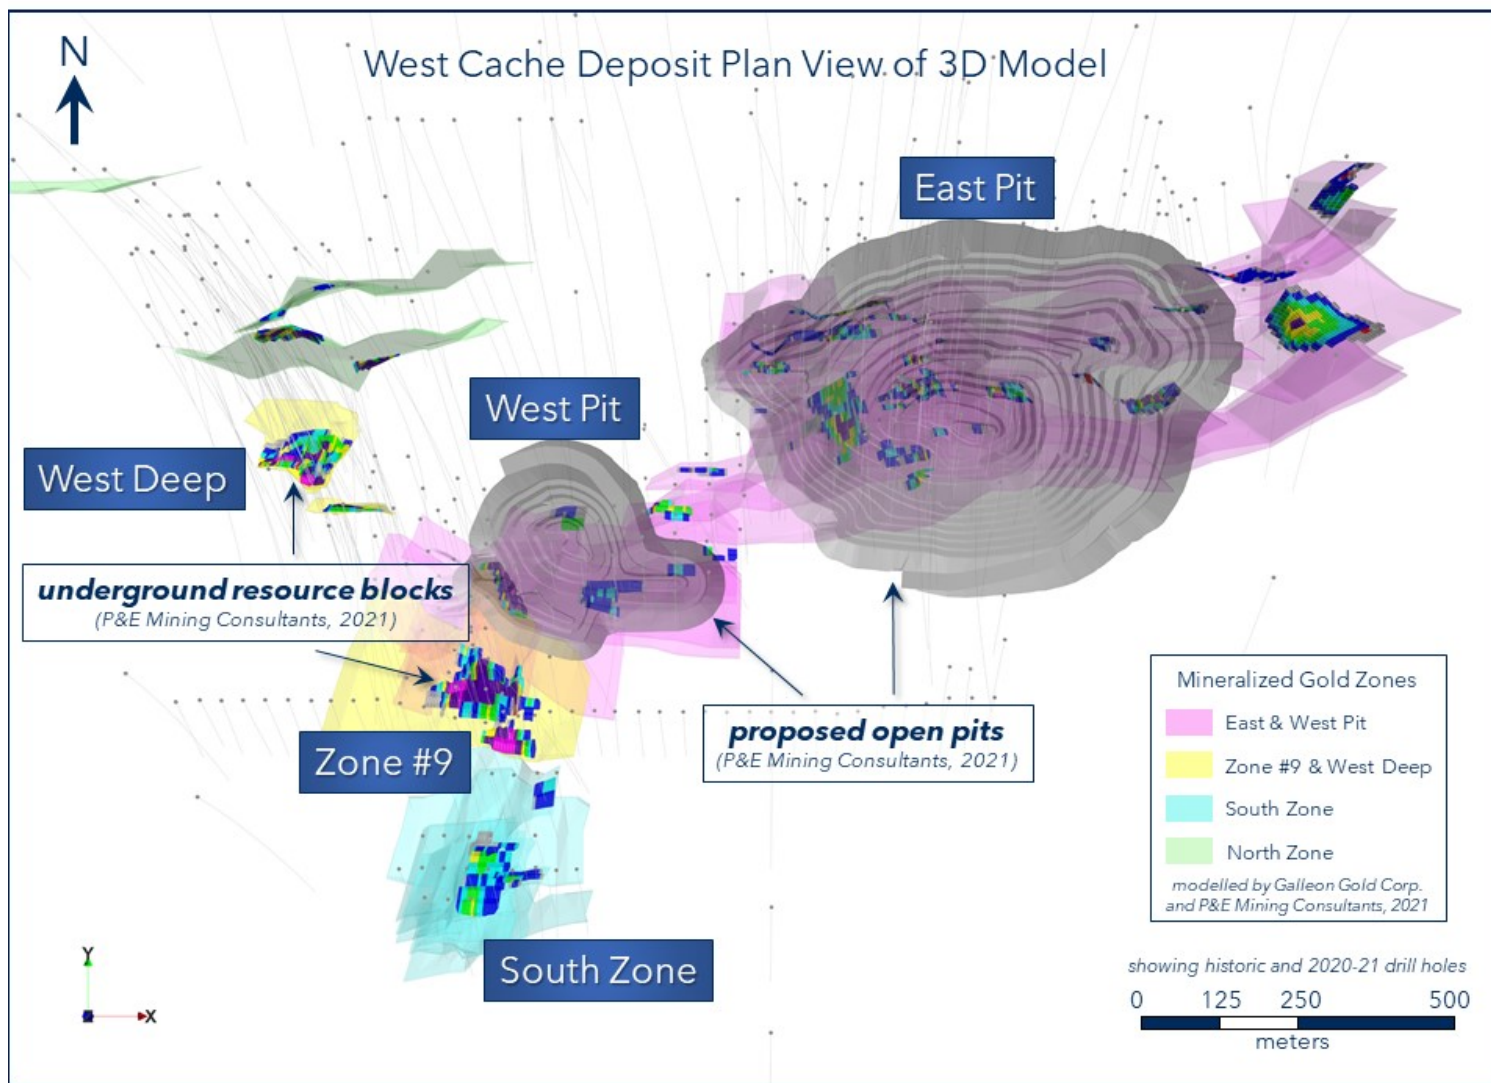 N
West Cache Deposit Plan View of 3D Model
East Pit
West Pit
West Deep
underground resource blocks
(P&E Mining Consultants, 2021)
Zone #9
proposed open pits
(P&E Mining Consultants, 2021)
South Zone
Mineralized Gold Zones
East & West Pit
Zone #9 & West Deep
South Zone
North Zone
modelled by Galleon Gold Corp.
and P&E Mining Consultants, 2021
showing historic and 2020-21 drill holes
0 125 250 500
meters
Y
X